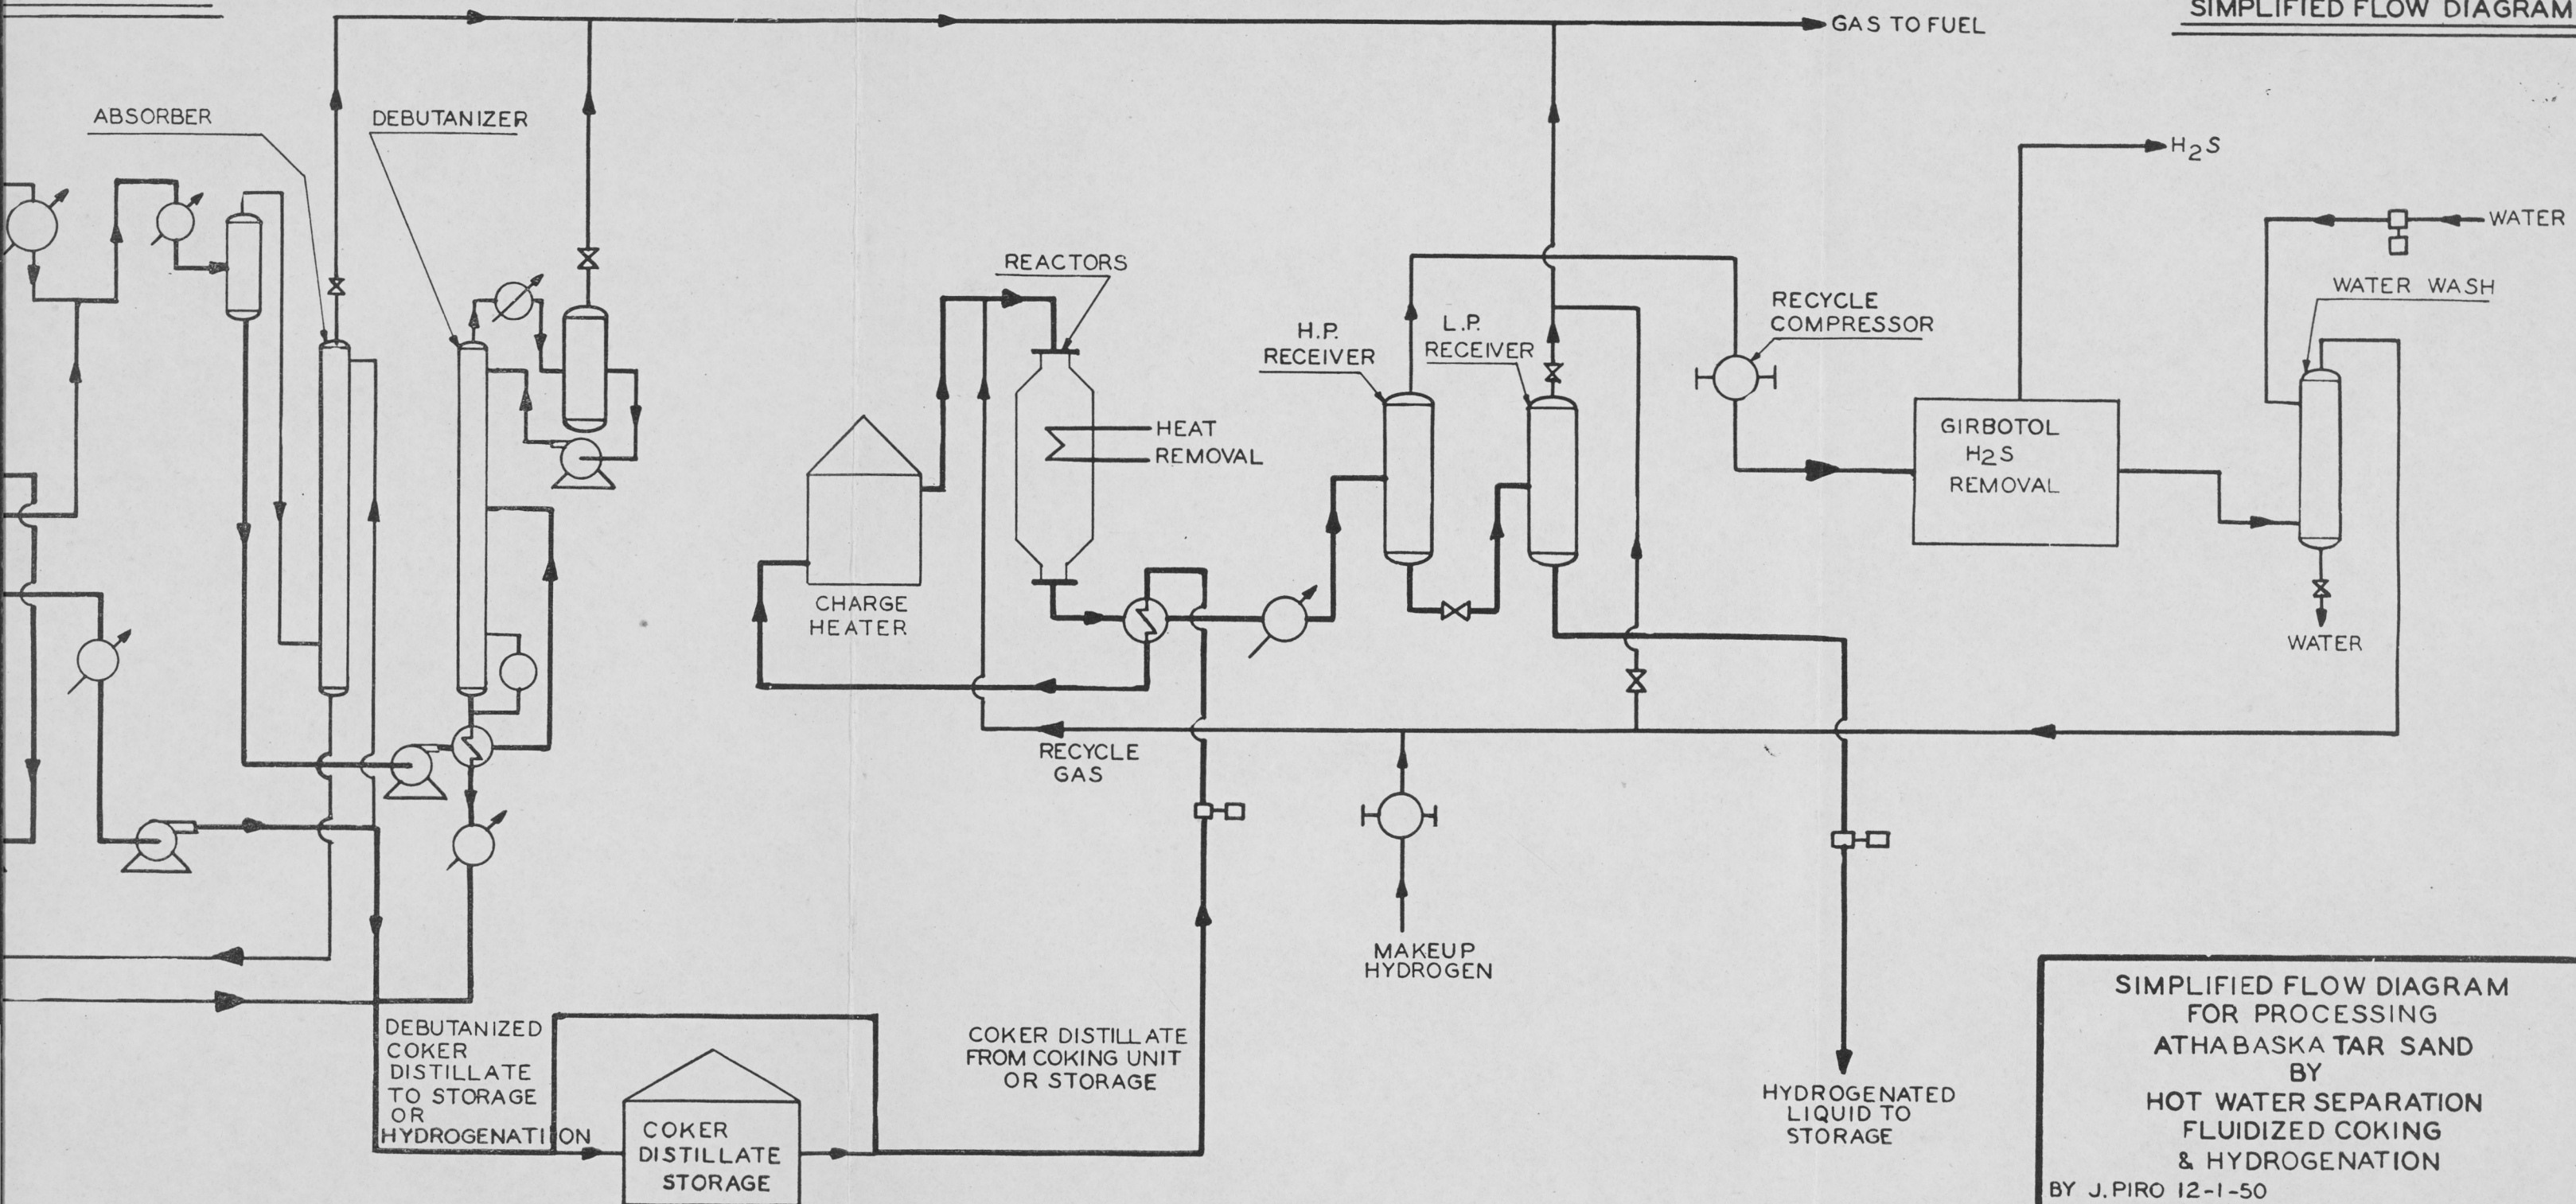 SIMPLIFIED FLOW DIAGRAM
GAS TO FUEL
ABSORBER
DEBUTANIZER
H2S
WATER
REACTORS
WATER WASH
RECYCLE
COMPRESSOR
H.P.
RECEIVER
L.P.
RECEIVER
HEAT
REMOVAL
GIRBOTOL
H2S
REMOVAL
CHARGE
HEATER
WATER
RECYCLE
GAS
MAKEUP
HYDROGEN
DEBUTANIZED
COKER
DISTILLATE
TO STORAGE
OR
HYDROGENATION
COKER
DISTILLATE
STORAGE
COKER DISTILLATE
FROM COKING UNIT
OR STORAGE
HYDROGENATED
LIQUID TO
STORAGE
SIMPLIFIED FLOW DIAGRAM
FOR PROCESSING
ATHABASKA TAR SAND
BY
HOT WATER SEPARATION
FLUIDIZED COKING
& HYDROGENATION
BY J. PIRO 12-1-50